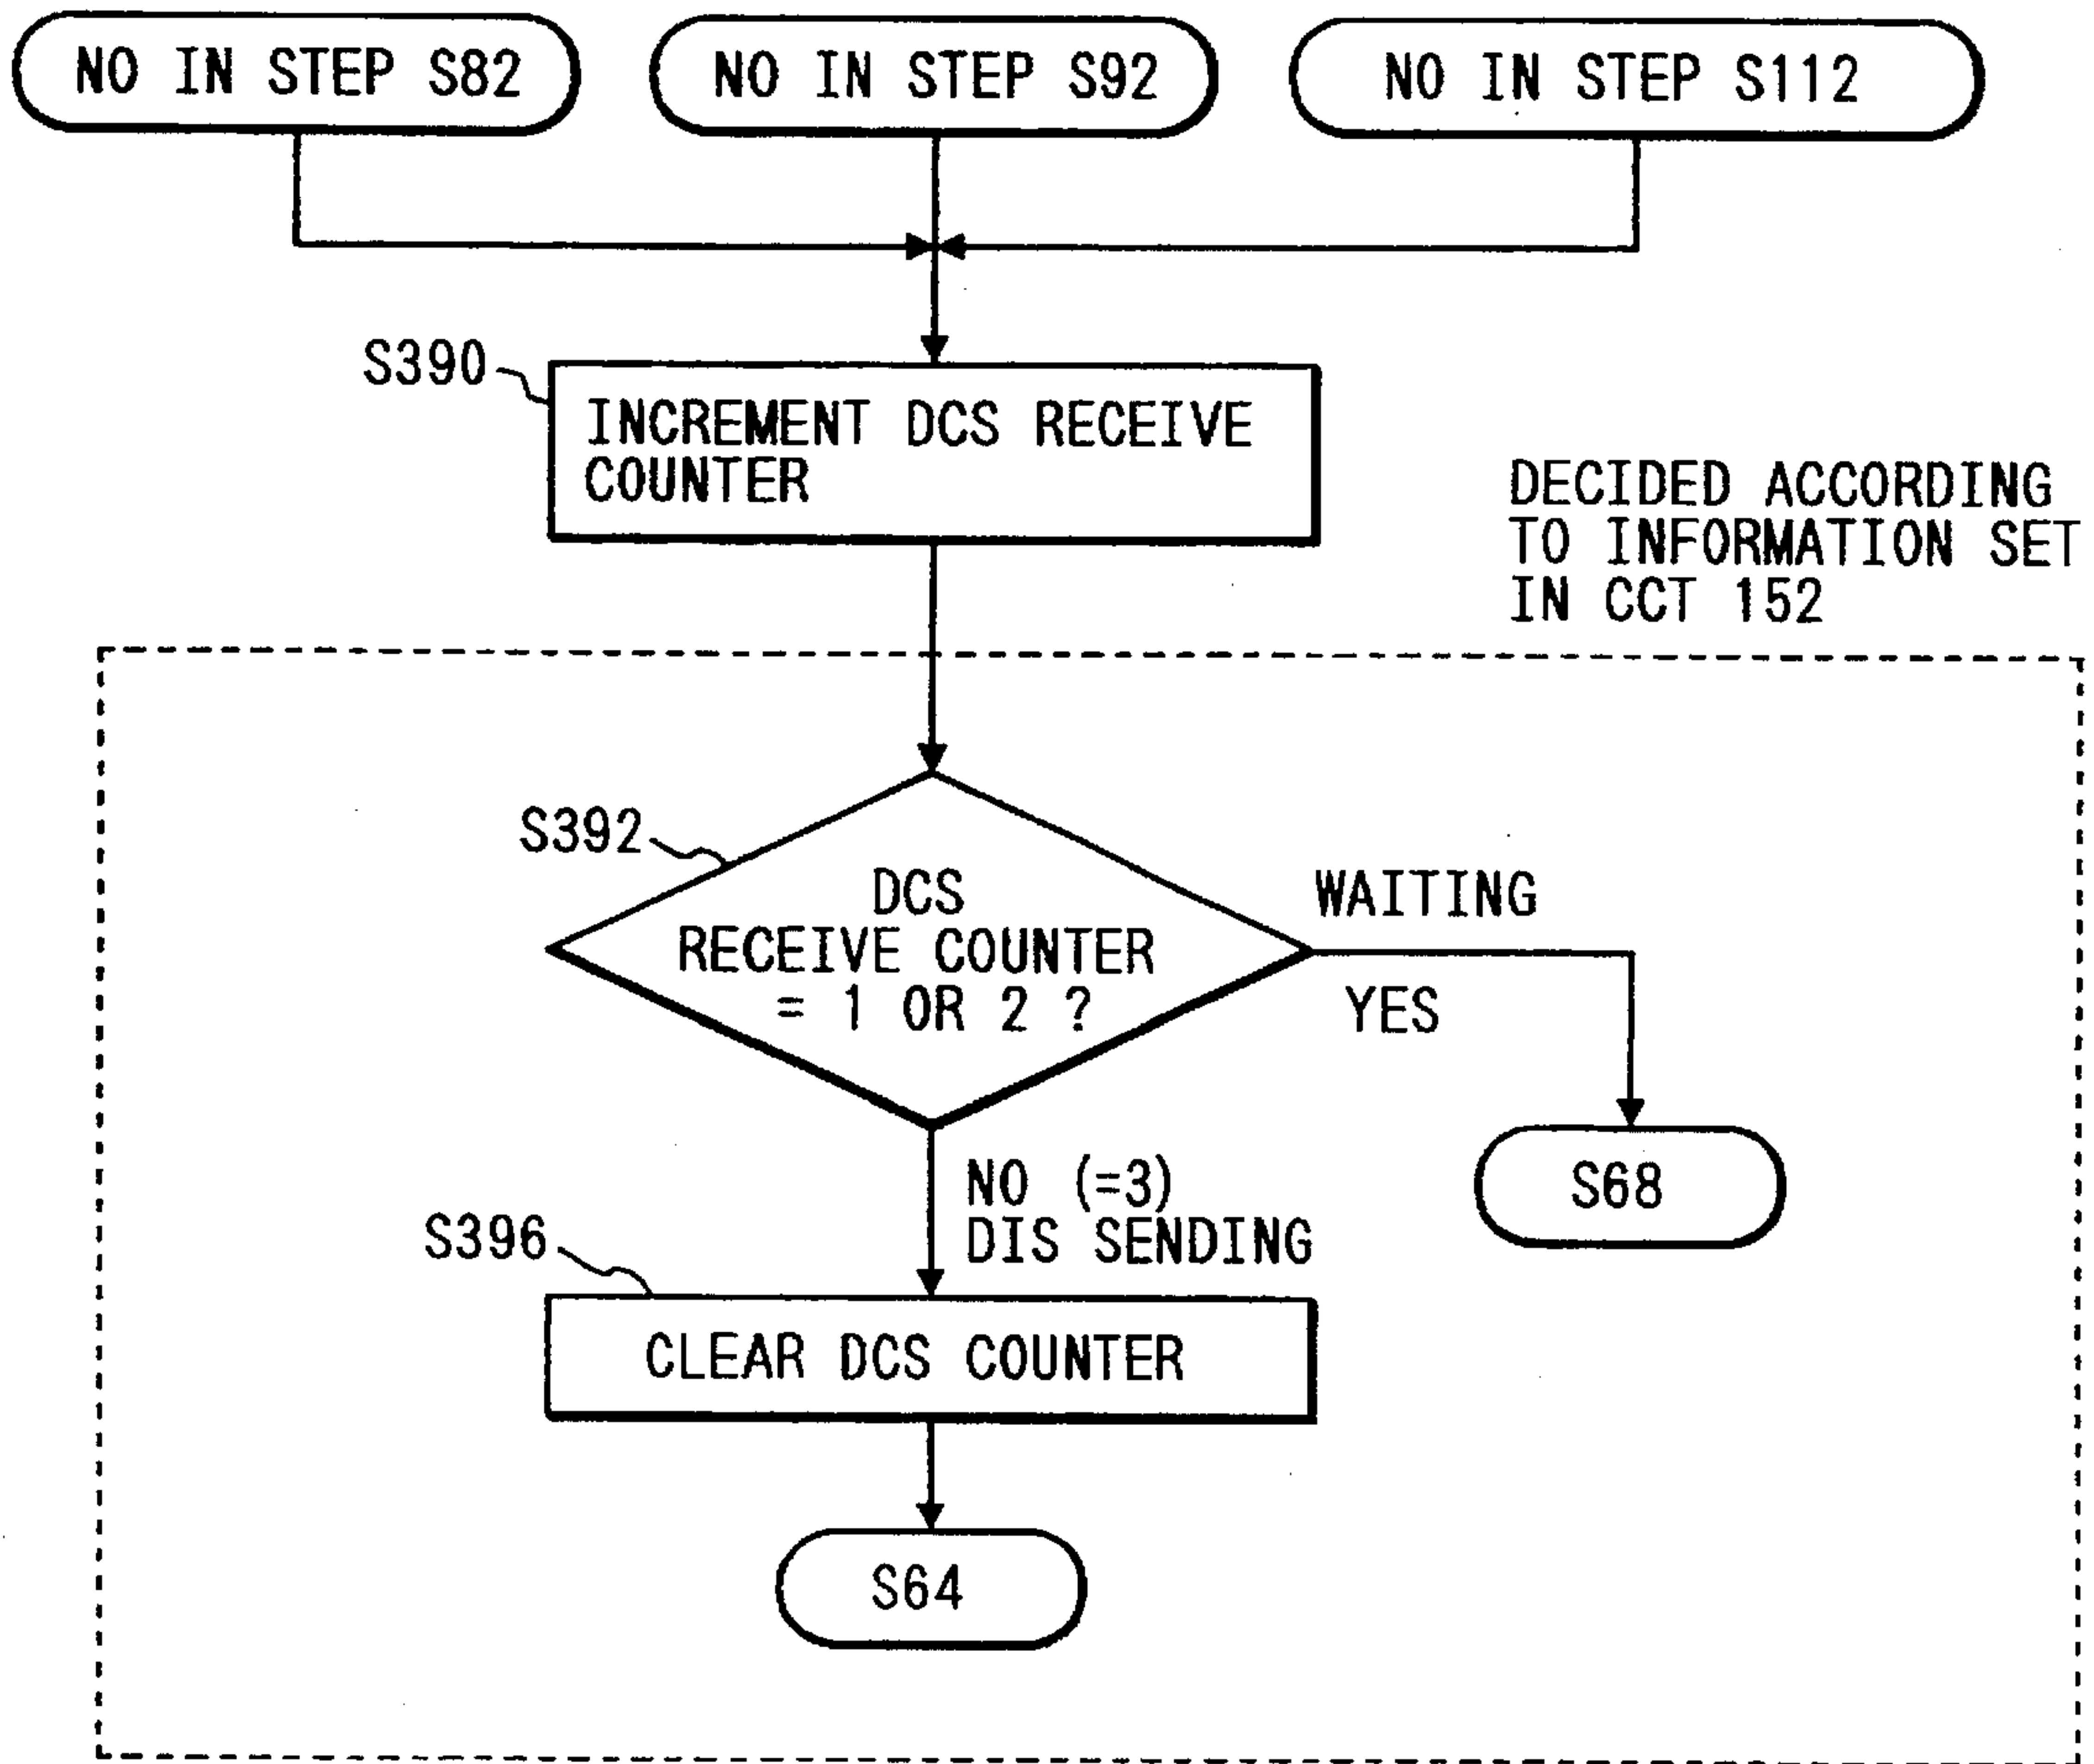 NO IN STEP S82
NO IN STEP S92
NO IN STEP S112
S390
INCREMENT DCS RECEIVE
COUNTER
DECIDED ACCORDING
TO INFORMATION SET
IN CCT 152
S392
DCS
RECEIVE COUNTER
= 1 OR 2 ?
WAITING
YES
S68
NO (=3)
DIS SENDING
S396
CLEAR DCS COUNTER
S64